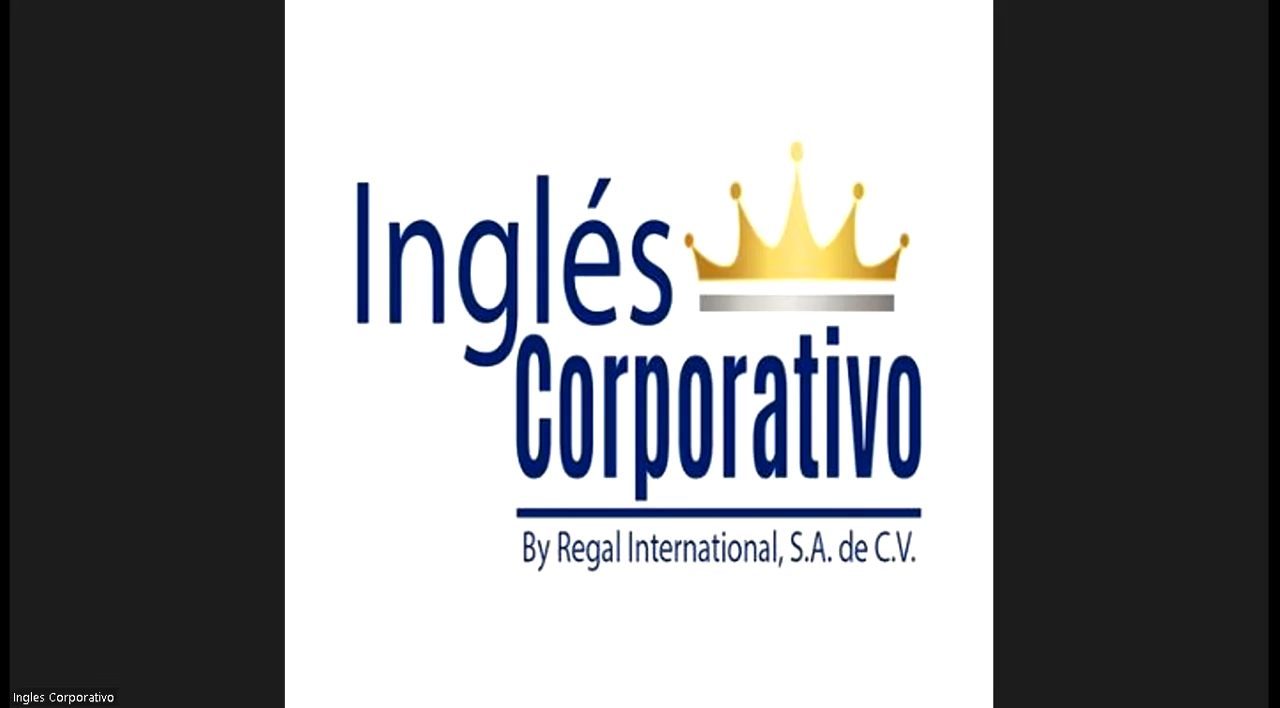 Inglés
Corporativo
By Regal International, S.A. de C.V.
Ingles Corporativo